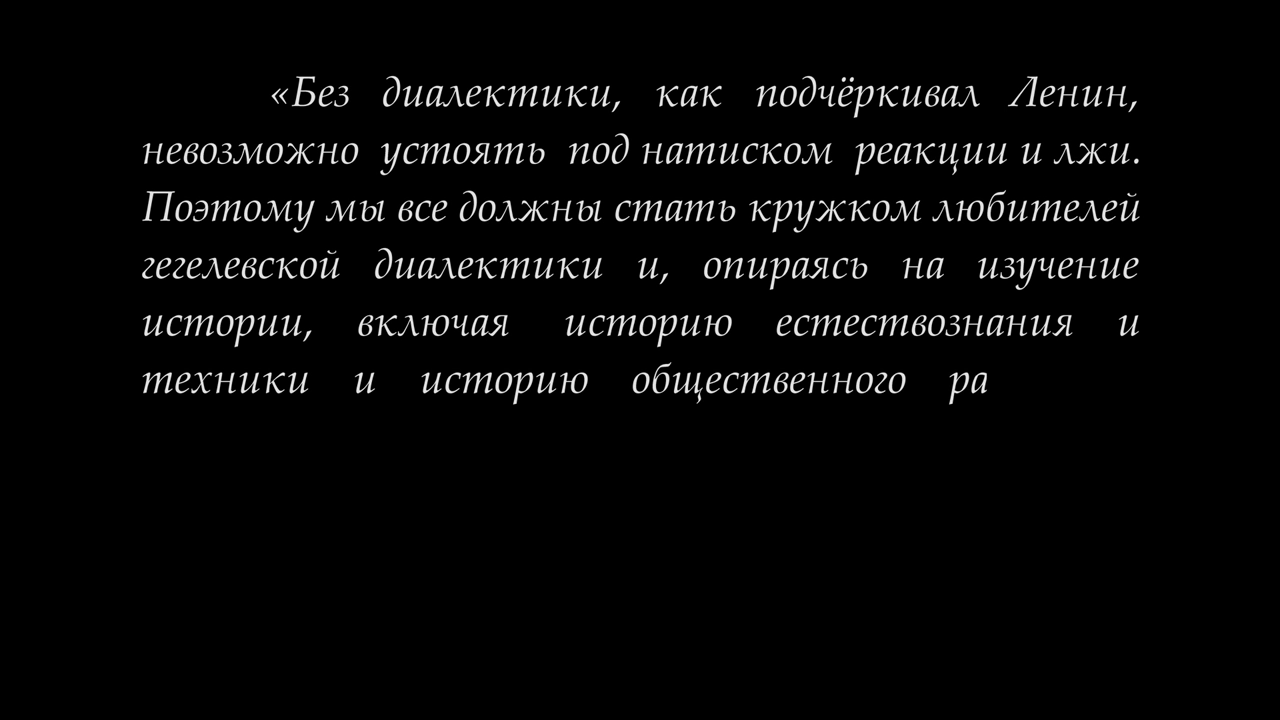 «Без диалектики, как подчёркивал Ленин,
невозможно устоять под натиском реакции и лжи.
Поэтому мы все должны стать кружком любителей
гегелевской диалектики и, опираясь на изучение
истории, включая историю естествознания и
техники и историю общественного ра